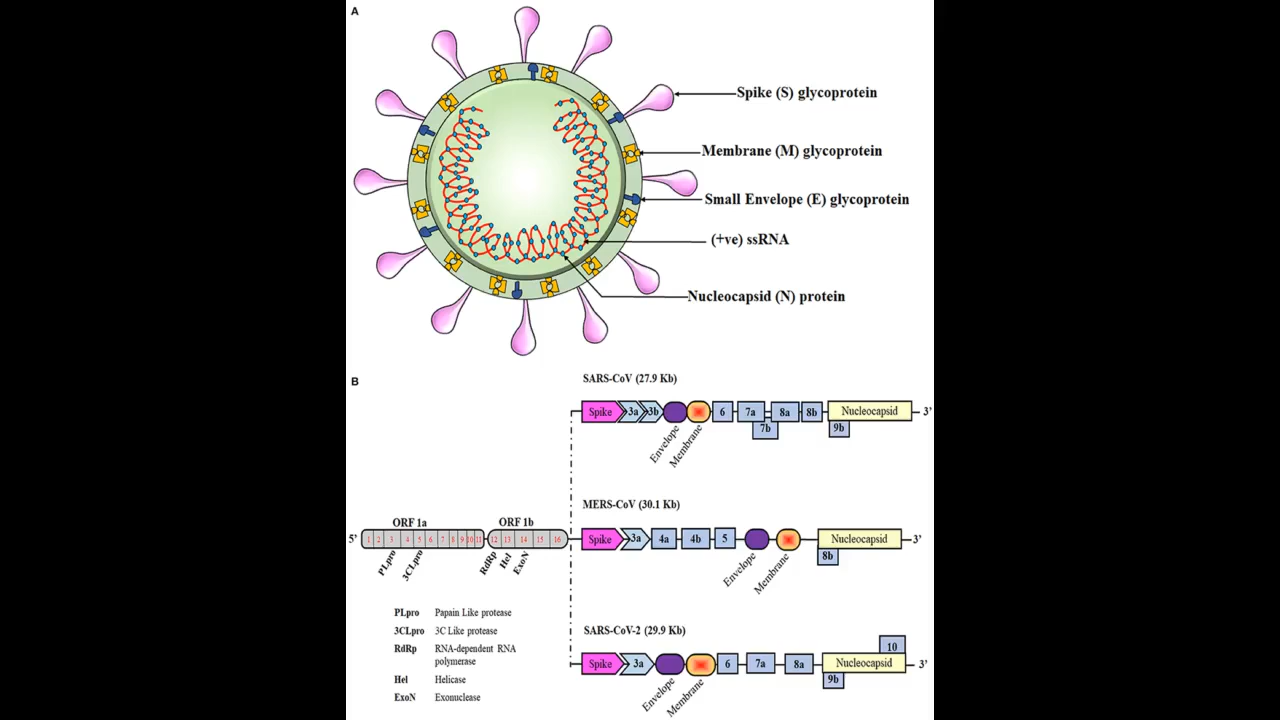 A
Spike (S) glycoprotein
Membrane (M) glycoprotein
Small Envelope (E) glycoprotein
(+ve) ssRNA
Nucleocapsid (N) protein
B
SARS-CoV (27.9 Kb)
Spike 3a 3b 6 7a 8a 8b Nucleocapsid 3'
7b 9b
Envelope
Membrane
MERS-CoV (30.1 Kb)
ORF 1a ORF 1b
5' 1 2 3 4 5 6 7 8 9 10 11 12 13 14 15 16 Spike 3a 4a 4b 5 Nucleocapsid 3'
8b
PLpro
3CLpro
RdRp
Hel
ExoN
Envelope
Membrane
PLpro Papain Like protease
3CLpro 3C Like protease
RdRp RNA-dependent RNA
polymerase
Hel Helicase
ExoN Exonuclease
SARS-CoV-2 (29.9 Kb)
10
Spike 3a 6 7a 8a Nucleocapsid 3'
9b
Envelope
Membrane